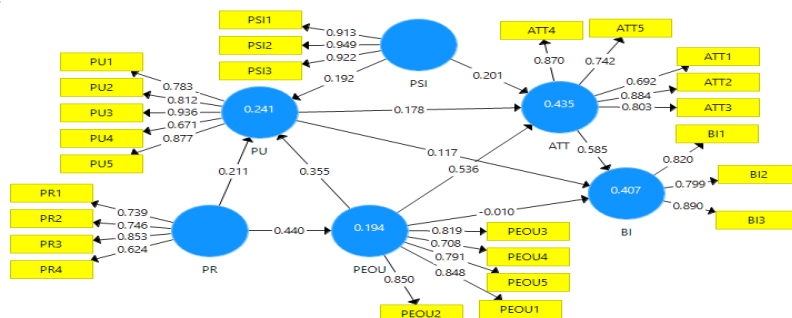 PSI1
PSI2
PSI3
0.913
0.949
0.922
PSI
0.192
0.201
ATT4
ATT5
0.870
0.742
ATT1
ATT2
ATT3
0.692
0.884
0.803
0.435
ATT
PU1
PU2
PU3
PU4
PU5
0.783
0.812
0.936
0.671
0.877
0.241
PU
0.178
0.117
0.536
0.585
BI1
BI2
BI3
0.820
0.799
0.890
0.407
BI
0.211
0.355
PR1
PR2
PR3
PR4
0.739
0.746
0.853
0.624
PR
0.440
0.194
PEOU
-0.010
0.819
0.708
0.791
0.848
0.850
PEOU3
PEOU4
PEOU5
PEOU1
PEOU2